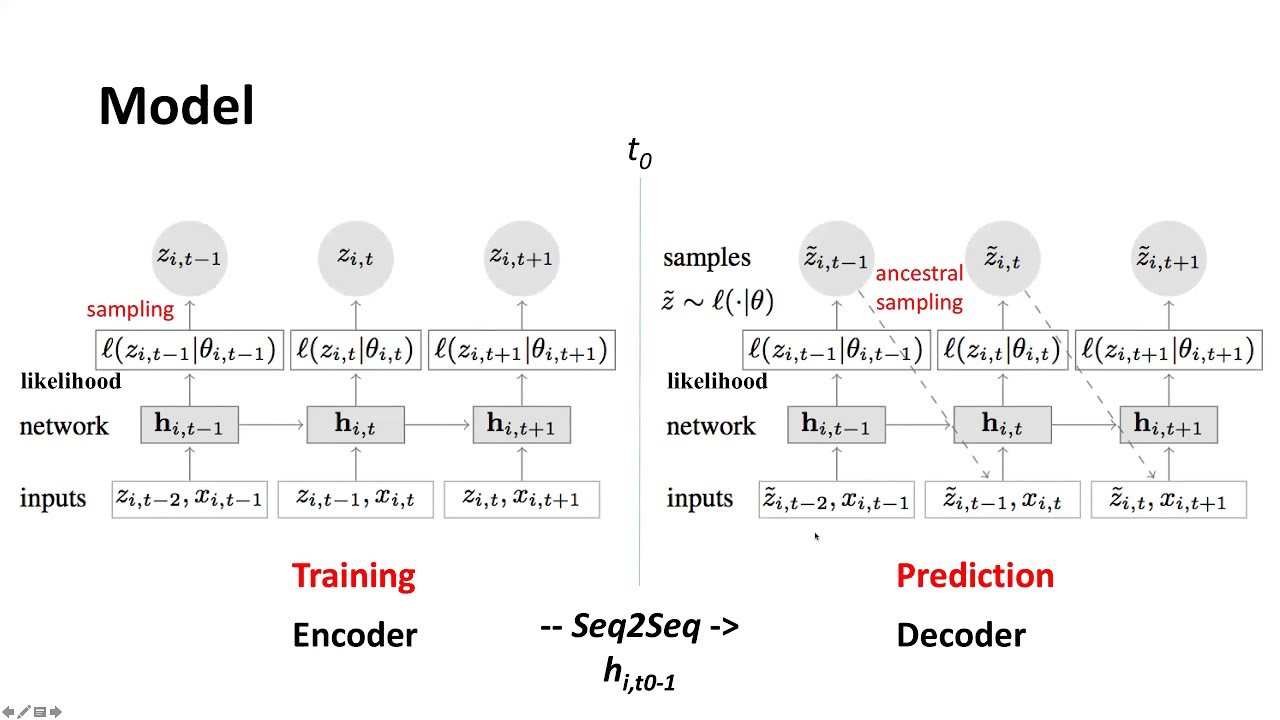 Model
t₀
z_{i,t−1} z_{i,t} z_{i,t+1}
sampling
ℓ(z_{i,t−1}|θ_{i,t−1}) ℓ(z_{i,t}|θ_{i,t}) ℓ(z_{i,t+1}|θ_{i,t+1})
likelihood
network h_{i,t−1} h_{i,t} h_{i,t+1}
inputs z_{i,t−2}, x_{i,t−1} z_{i,t−1}, x_{i,t} z_{i,t}, x_{i,t+1}
Training
Encoder
samples z̃_{i,t−1} z̃_{i,t} z̃_{i,t+1}
ancestral
sampling
z̃ ∼ ℓ(·|θ)
ℓ(z_{i,t−1}|θ_{i,t−1}) ℓ(z_{i,t}|θ_{i,t}) ℓ(z_{i,t+1}|θ_{i,t+1})
likelihood
network h_{i,t−1} h_{i,t} h_{i,t+1}
inputs z̃_{i,t−2}, x_{i,t−1} z̃_{i,t−1}, x_{i,t} z̃_{i,t}, x_{i,t+1}
Prediction
Decoder
-- Seq2Seq ->
h_{i,t0-1}